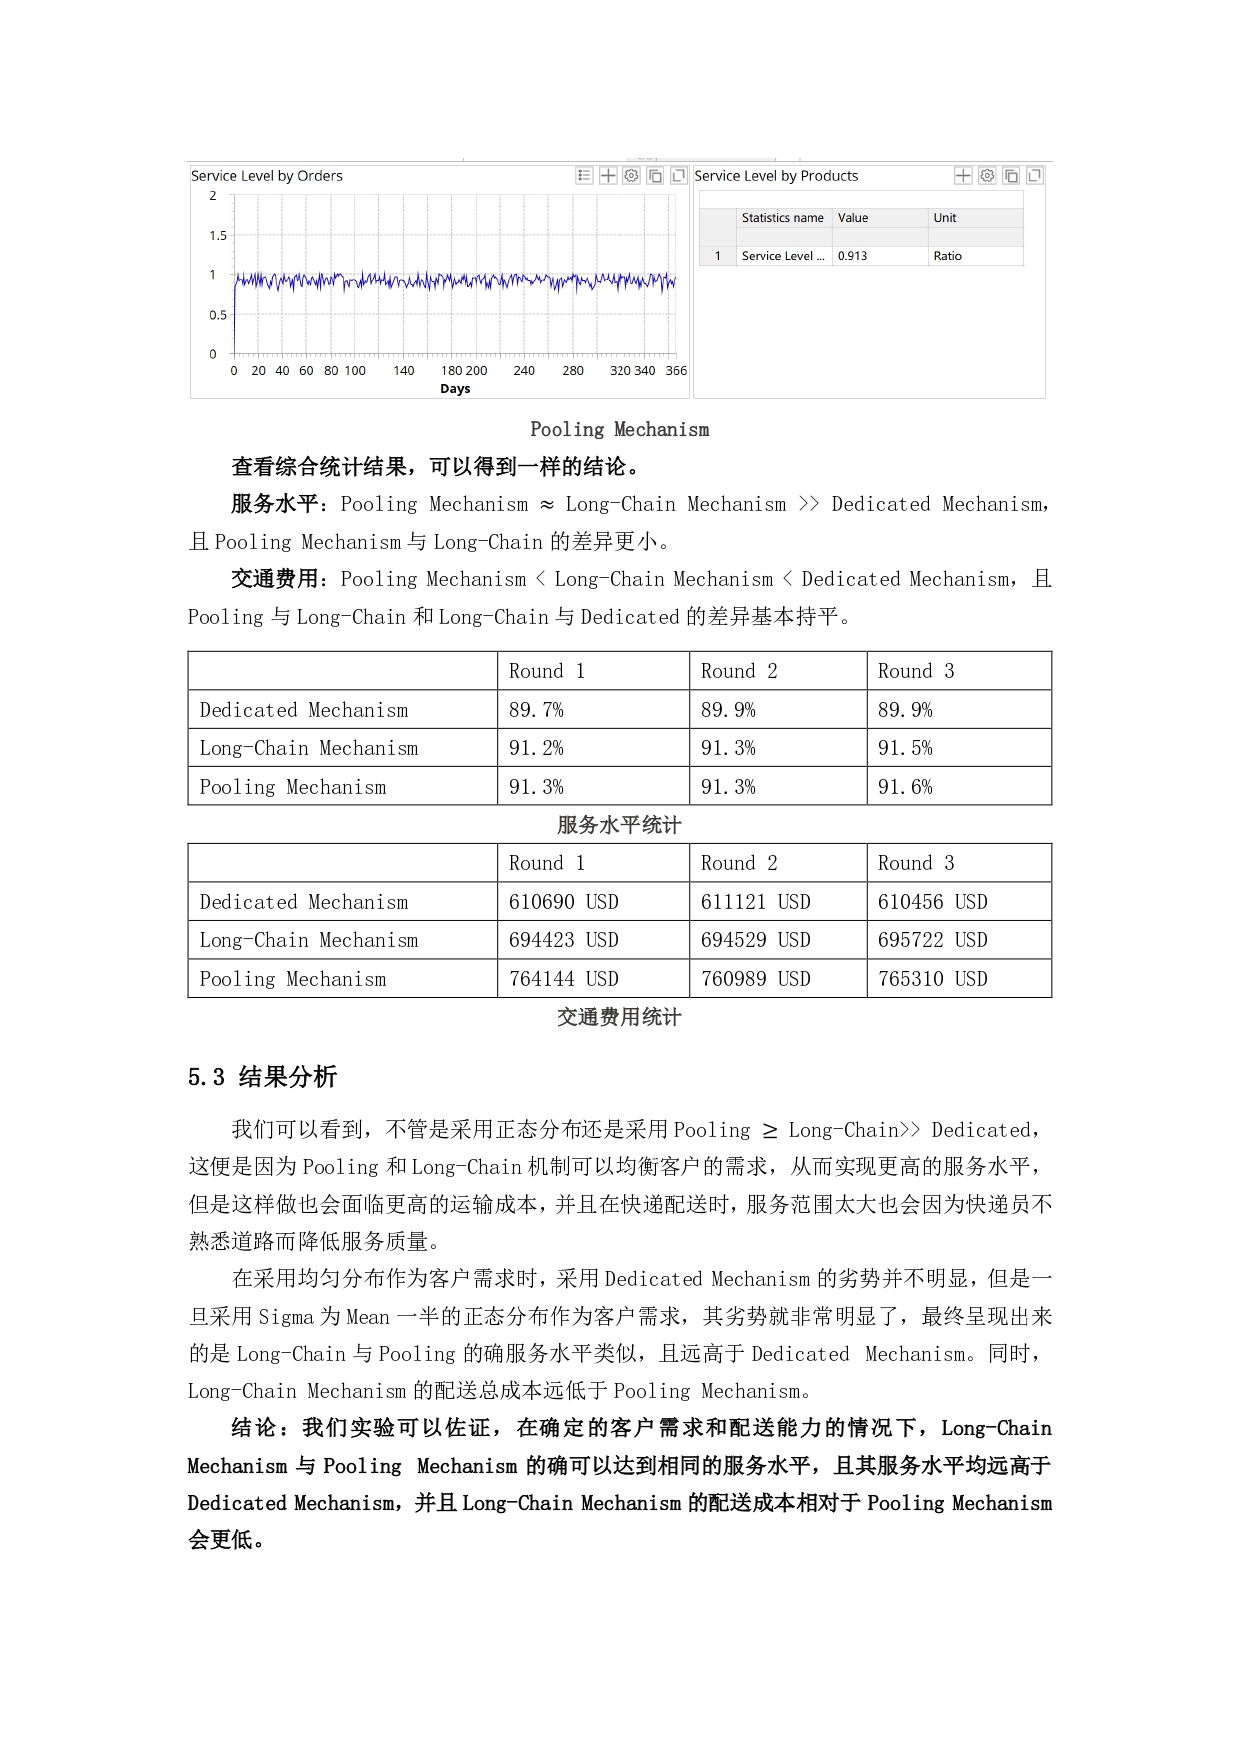 Service Level by Orders
2
1.5
1
0.5
0
0 20 40 60 80 100 140 180 200 240 280 320 340 366
Days
Service Level by Products
Statistics name Value Unit
1 Service Level ... 0.913 Ratio
Pooling Mechanism
查看综合统计结果，可以得到一样的结论。
服务水平：Pooling Mechanism ≈ Long-Chain Mechanism >> Dedicated Mechanism，
且 Pooling Mechanism 与 Long-Chain 的差异更小。
交通费用：Pooling Mechanism < Long-Chain Mechanism < Dedicated Mechanism，且
Pooling 与 Long-Chain 和 Long-Chain 与 Dedicated 的差异基本持平。
Round 1 Round 2 Round 3
Dedicated Mechanism 89.7% 89.9% 89.9%
Long-Chain Mechanism 91.2% 91.3% 91.5%
Pooling Mechanism 91.3% 91.3% 91.6%
服务水平统计
Round 1 Round 2 Round 3
Dedicated Mechanism 610690 USD 611121 USD 610456 USD
Long-Chain Mechanism 694423 USD 694529 USD 695722 USD
Pooling Mechanism 764144 USD 760989 USD 765310 USD
交通费用统计
5.3 结果分析
我们可以看到，不管是采用正态分布还是采用 Pooling ≥ Long-Chain>> Dedicated，
这便是因为 Pooling 和 Long-Chain 机制可以均衡客户的需求，从而实现更高的服务水平，
但是这样做也会面临更高的运输成本，并且在快递配送时，服务范围太大也会因为快递员不
熟悉道路而降低服务质量。
在采用均匀分布作为客户需求时，采用 Dedicated Mechanism 的劣势并不明显，但是一
旦采用 Sigma 为 Mean 一半的正态分布作为客户需求，其劣势就非常明显了，最终呈现出来
的是 Long-Chain 与 Pooling 的确服务水平类似，且远高于 Dedicated Mechanism。同时，
Long-Chain Mechanism 的配送总成本远低于 Pooling Mechanism。
结论：我们实验可以佐证，在确定的客户需求和配送能力的情况下，Long-Chain
Mechanism 与 Pooling Mechanism 的确可以达到相同的服务水平，且其服务水平均远高于
Dedicated Mechanism，并且 Long-Chain Mechanism 的配送成本相对于 Pooling Mechanism
会更低。